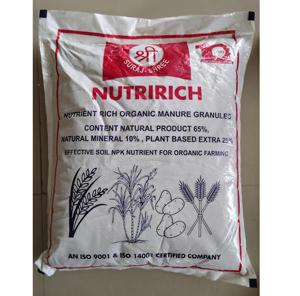 श्री
SURAJ SHREE
NUTRIRICH
NUTRIENT RICH ORGANIC MANURE GRANULES
CONTENT NATURAL PRODUCT 65%,
NATURAL MINERAL 10% , PLANT BASED EXTRA 25%
EFFECTIVE SOIL NPK NUTRIENT FOR ORGANIC FARMING
AN ISO 9001 & ISO 14001 CERTIFIED COMPANY